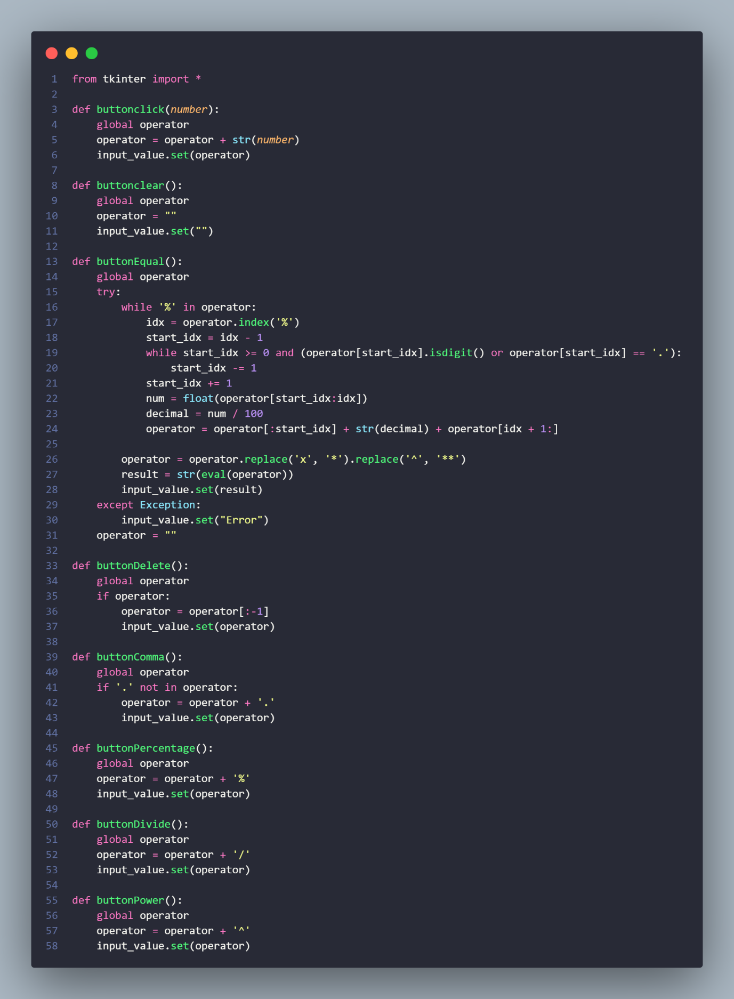 1 from tkinter import *
2
3 def buttonclick(number):
4     global operator
5     operator = operator + str(number)
6     input_value.set(operator)
7
8 def buttonclear():
9     global operator
10     operator = ""
11     input_value.set("")
12
13 def buttonEqual():
14     global operator
15     try:
16         while '%' in operator:
17             idx = operator.index('%')
18             start_idx = idx - 1
19             while start_idx >= 0 and (operator[start_idx].isdigit() or operator[start_idx] == '.'):
20                 start_idx -= 1
21             start_idx += 1
22             num = float(operator[start_idx:idx])
23             decimal = num / 100
24             operator = operator[:start_idx] + str(decimal) + operator[idx + 1:]
25
26         operator = operator.replace('x', '*').replace('^', '**')
27         result = str(eval(operator))
28         input_value.set(result)
29     except Exception:
30         input_value.set("Error")
31     operator = ""
32
33 def buttonDelete():
34     global operator
35     if operator:
36         operator = operator[:-1]
37         input_value.set(operator)
38
39 def buttonComma():
40     global operator
41     if '.' not in operator:
42         operator = operator + '.'
43         input_value.set(operator)
44
45 def buttonPercentage():
46     global operator
47     operator = operator + '%'
48     input_value.set(operator)
49
50 def buttonDivide():
51     global operator
52     operator = operator + '/'
53     input_value.set(operator)
54
55 def buttonPower():
56     global operator
57     operator = operator + '^'
58     input_value.set(operator)